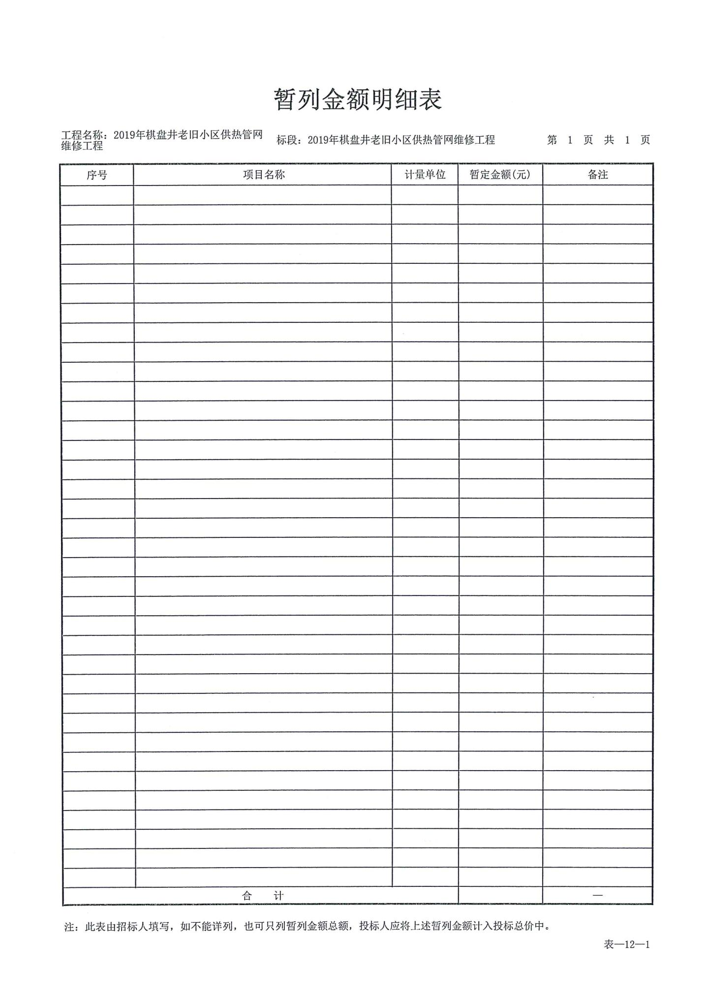 暂列金额明细表
工程名称：2019年棋盘井老旧小区供热管网
维修工程
标段：2019年棋盘井老旧小区供热管网维修工程
第 1 页 共 1 页
序号 项目名称 计量单位 暂定金额(元) 备注
合 计 —
注：此表由招标人填写，如不能详列，也可只列暂列金额总额，投标人应将上述暂列金额计入投标总价中。
表—12—1